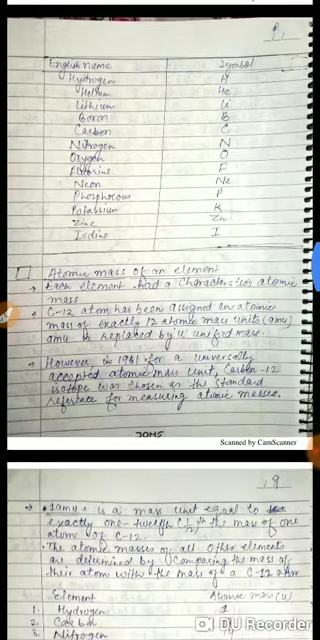 English Name Symbol
Hydrogen H
Helium He
Lithium Li
Boron B
Carbon C
Nitrogen N
Oxygen O
Fluorine F
Neon Ne
Phosphorous P
Potassium K
Zinc Zn
Iodine I
Atomic mass of an element
→ Each element had a characteristics atomic
mass
→ C-12 atom has been assigned an atomic
mass of exactly 12 atomic mass units (amu)
amu is replaced by 'u' unified mass.
→ However, in 1961 for a universally
accepted atomic mass unit, Carbon-12
isotope was chosen as the standard
reference for measuring atomic masses.
Scanned by CamScanner
19
→ 1amu is a mass unit equal to
exactly one-twelfth (1/12)th the mass of one
atom of C-12.
• The atomic masses of all other elements
are determined by comparing the mass of
their atom with the mass of a C-12 atom
Element Atomic mass (u)
1. Hydrogen 1
2. Carbon
3. Nitrogen
DU Recorder